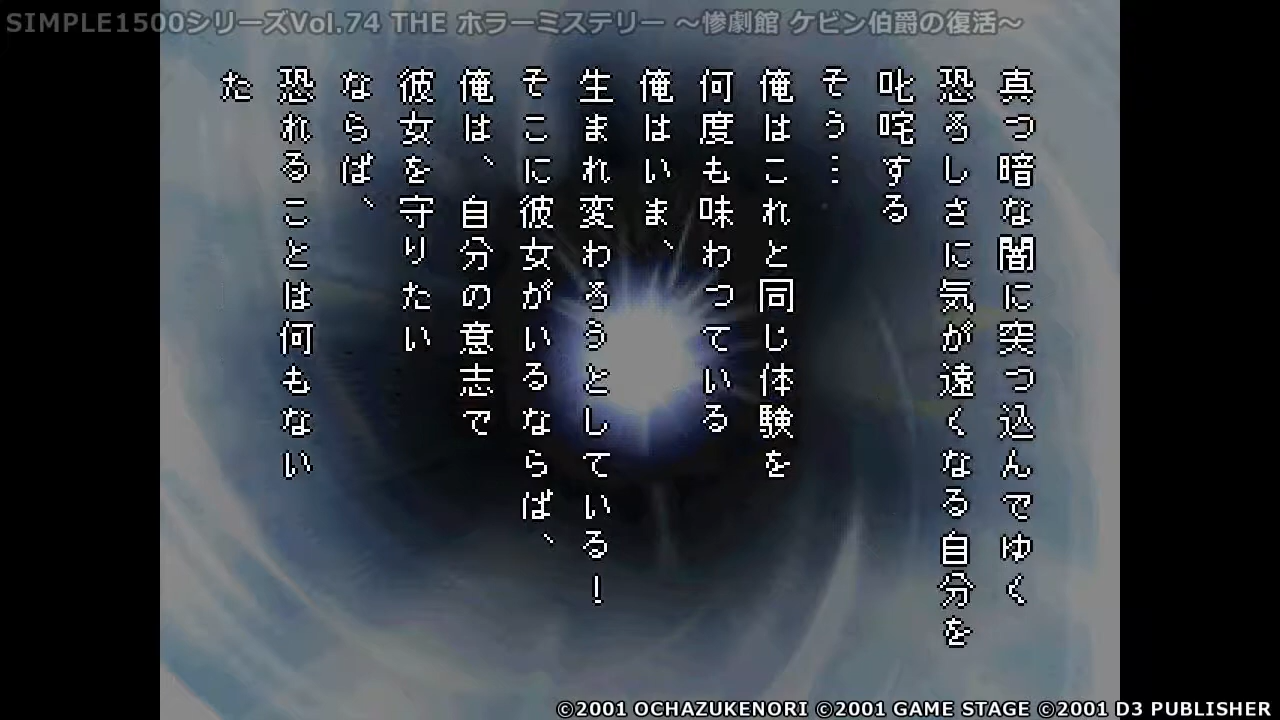 SIMPLE1500シリーズVol.74 THE ホラーミステリー ～惨劇館 ケビン伯爵の復活～
真つ暗な闇に突つ込んでゆく
恐ろしさに気が遠くなる自分を
叱咤する
そう…
俺はこれと同じ体験を
何度も味わつている
俺はいま、
生まれ変わろうとしている！
そこに彼女がいるならば、
俺は、自分の意志で
彼女を守りたい
ならば、
恐れることは何もない
た
©2001 OCHAZUKENORI ©2001 GAME STAGE ©2001 D3 PUBLISHER